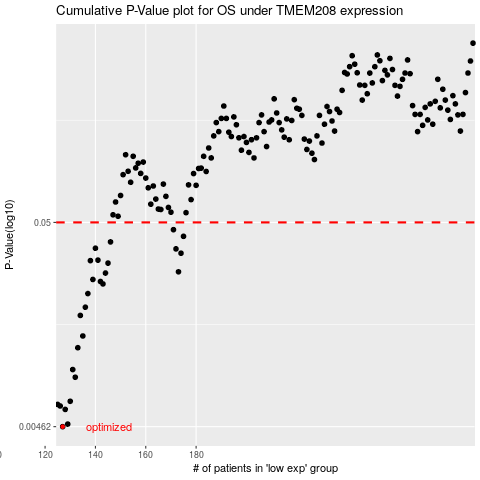 Cumulative P-Value plot for OS under TMEM208 expression
P-Value(log10)
0.05
0.00462
optimized
0
120
140
160
180
# of patients in 'low exp' group